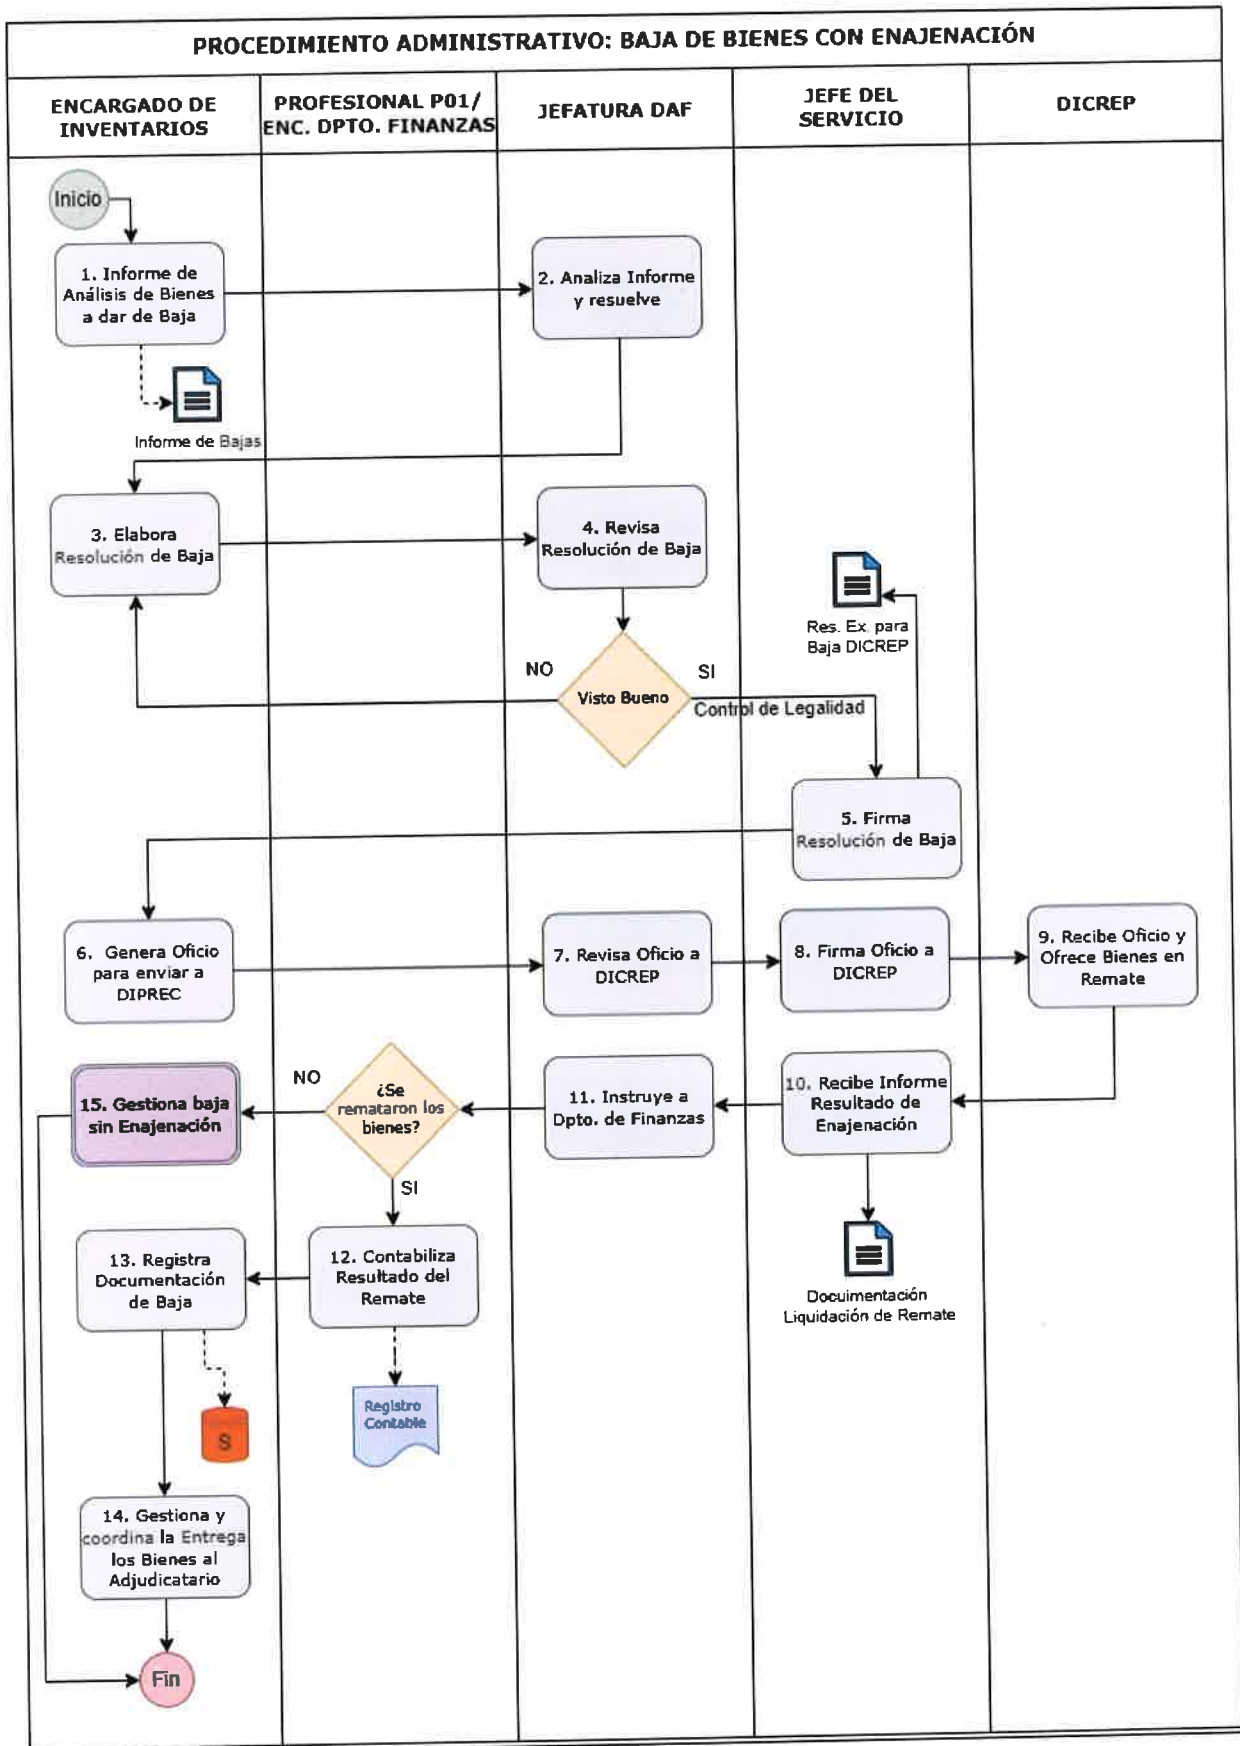 PROCEDIMIENTO ADMINISTRATIVO: BAJA DE BIENES CON ENAJENACIÓN
ENCARGADO DE
INVENTARIOS
PROFESIONAL P01/
ENC. DPTO. FINANZAS
JEFATURA DAF
JEFE DEL
SERVICIO
DICREP
Inicio
1. Informe de
Análisis de Bienes
a dar de Baja
2. Analiza Informe
y resuelve
Informe de Bajas
3. Elabora
Resolución de Baja
4. Revisa
Resolución de Baja
Res. Ex. para
Baja DICREP
NO
Visto Bueno
SI
Control de Legalidad
5. Firma
Resolución de Baja
6. Genera Oficio
para enviar a
DIPREC
7. Revisa Oficio a
DICREP
8. Firma Oficio a
DICREP
9. Recibe Oficio y
Ofrece Bienes en
Remate
15. Gestiona baja
sin Enajenación
NO
¿Se
remataron los
bienes?
SI
11. Instruye a
Dpto. de Finanzas
10. Recibe Informe
Resultado de
Enajenación
13. Registra
Documentación
de Baja
12. Contabiliza
Resultado del
Remate
Docuimentación
Liquidación de Remate
S
Registro
Contable
14. Gestiona y
coordina la Entrega
los Bienes al
Adjudicatario
Fin